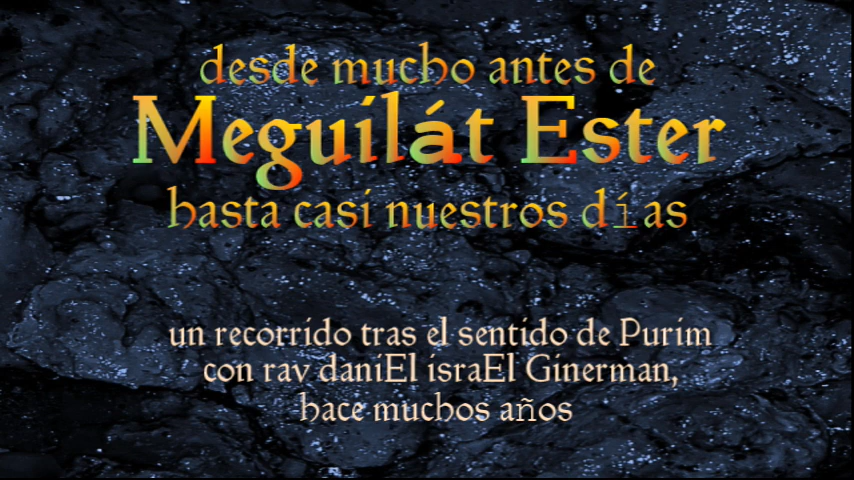 desde mucho antes de
Meguilát Ester
hasta casi nuestros días
un recorrido tras el sentido de Purim
con rav daniEl israEl Ginerman,
hace muchos años